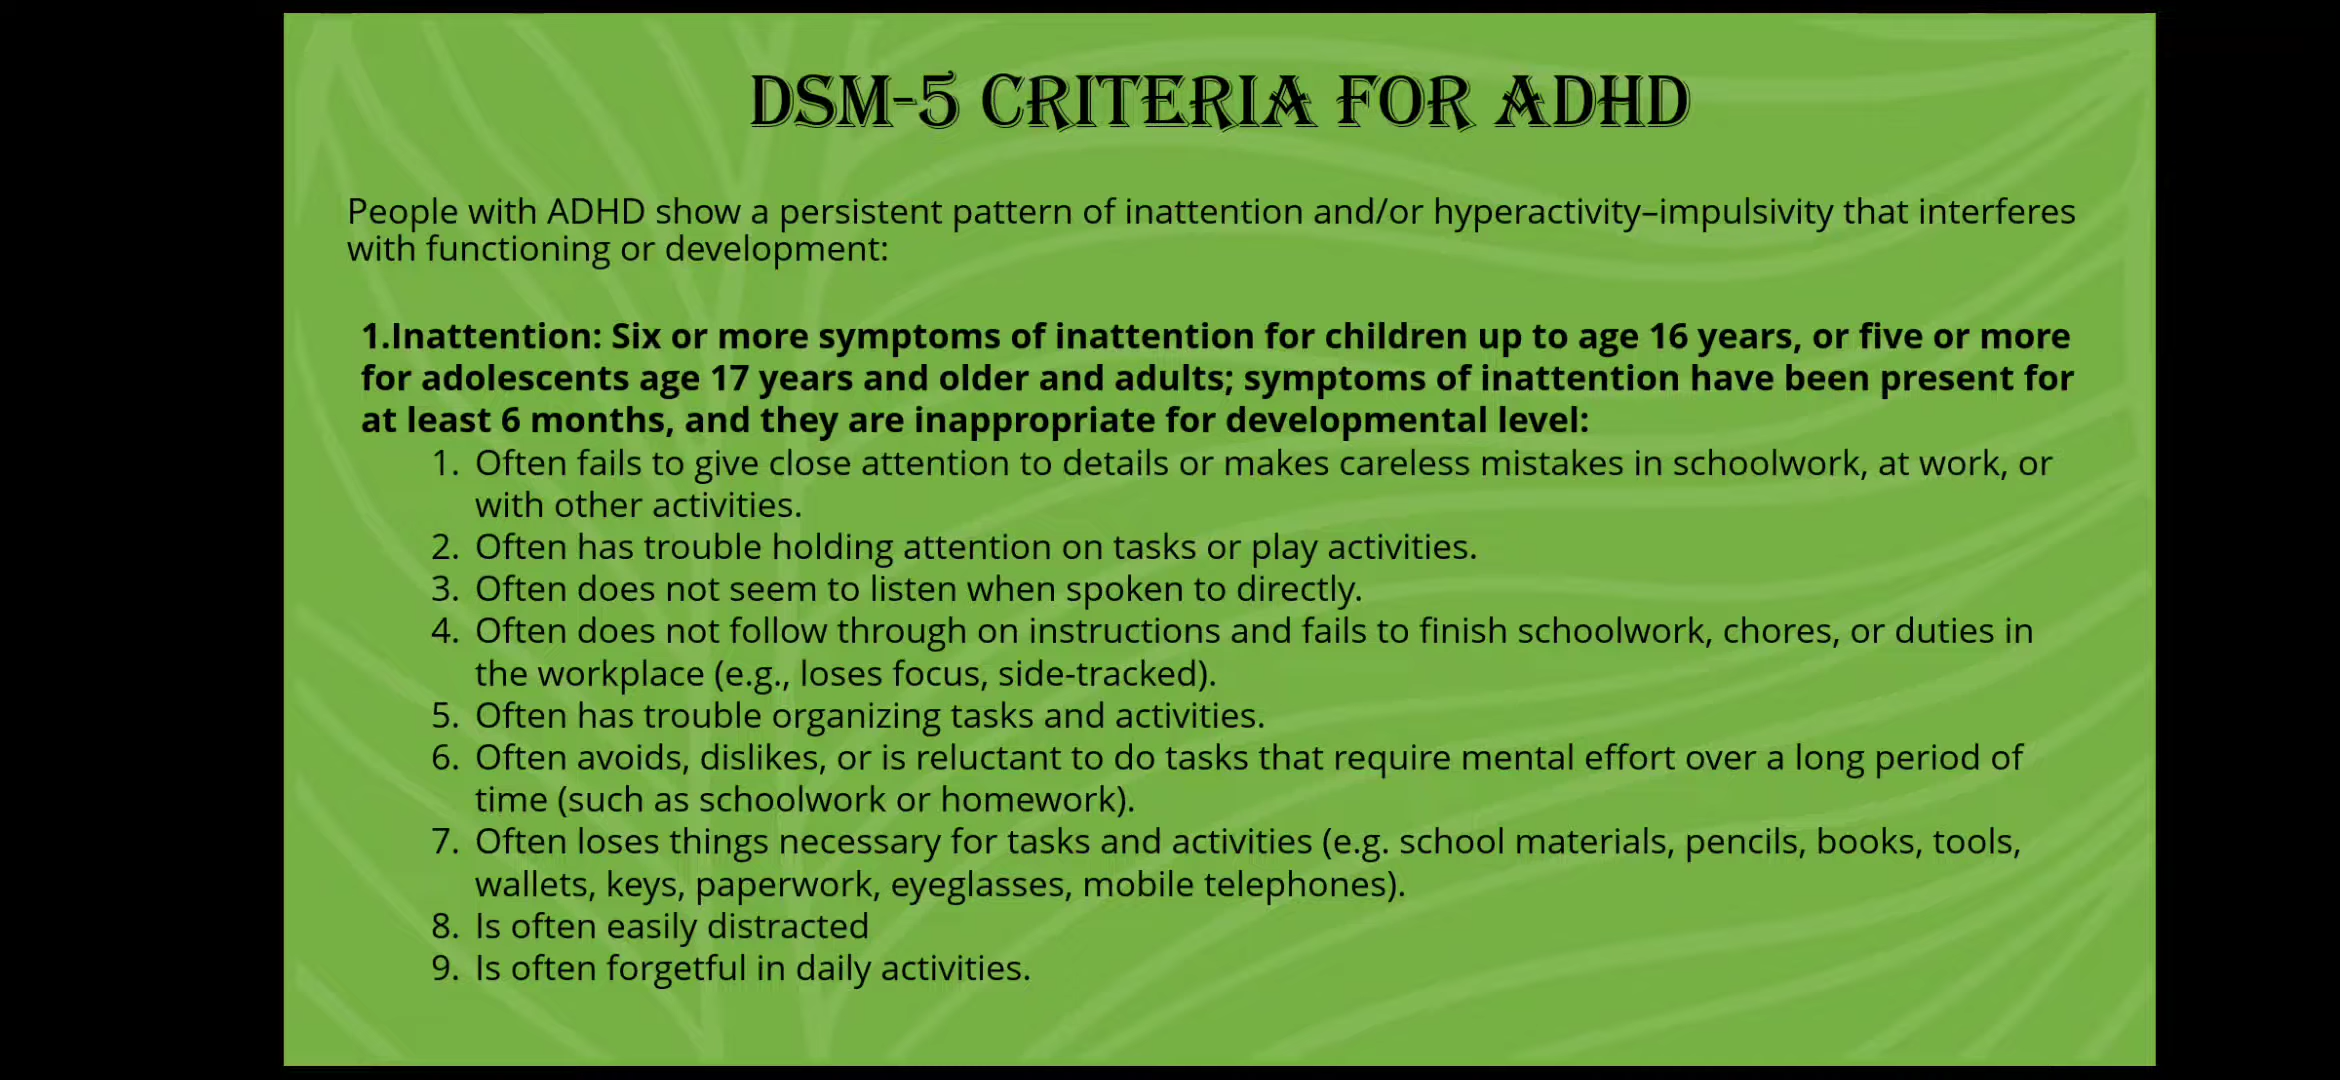 DSM-5 CRITERIA FOR ADHD
People with ADHD show a persistent pattern of inattention and/or hyperactivity–impulsivity that interferes
with functioning or development:
1.Inattention: Six or more symptoms of inattention for children up to age 16 years, or five or more
for adolescents age 17 years and older and adults; symptoms of inattention have been present for
at least 6 months, and they are inappropriate for developmental level:
1. Often fails to give close attention to details or makes careless mistakes in schoolwork, at work, or
with other activities.
2. Often has trouble holding attention on tasks or play activities.
3. Often does not seem to listen when spoken to directly.
4. Often does not follow through on instructions and fails to finish schoolwork, chores, or duties in
the workplace (e.g., loses focus, side-tracked).
5. Often has trouble organizing tasks and activities.
6. Often avoids, dislikes, or is reluctant to do tasks that require mental effort over a long period of
time (such as schoolwork or homework).
7. Often loses things necessary for tasks and activities (e.g. school materials, pencils, books, tools,
wallets, keys, paperwork, eyeglasses, mobile telephones).
8. Is often easily distracted
9. Is often forgetful in daily activities.